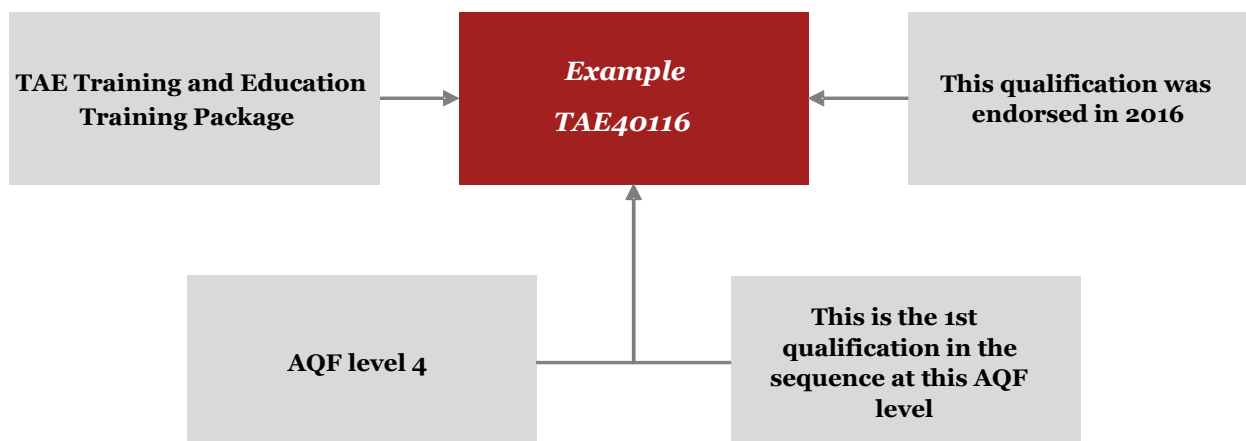 TAE Training and Education
Training Package
Example
TAE40116
This qualification was
endorsed in 2016
AQF level 4
This is the 1st
qualification in the
sequence at this AQF
level